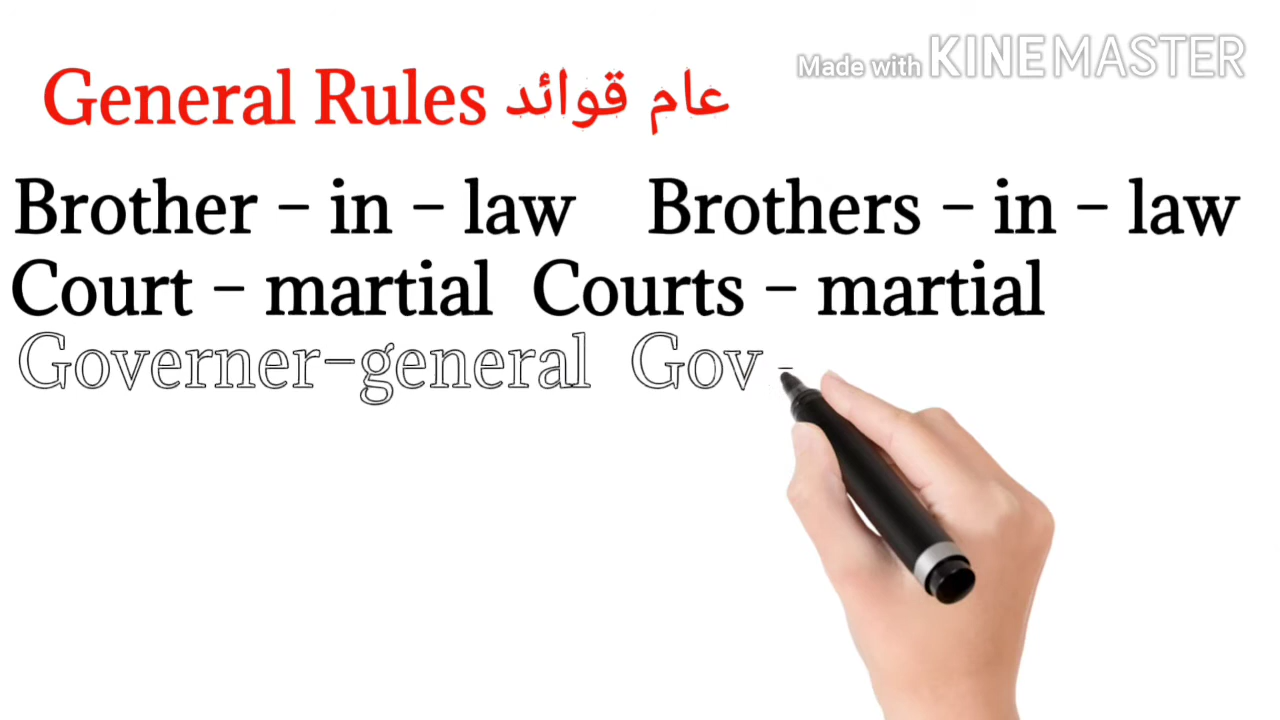 Made with KINEMASTER
General Rules عام قوائد
Brother - in - law Brothers - in - law
Court - martial Courts - martial
Governer-general Gov